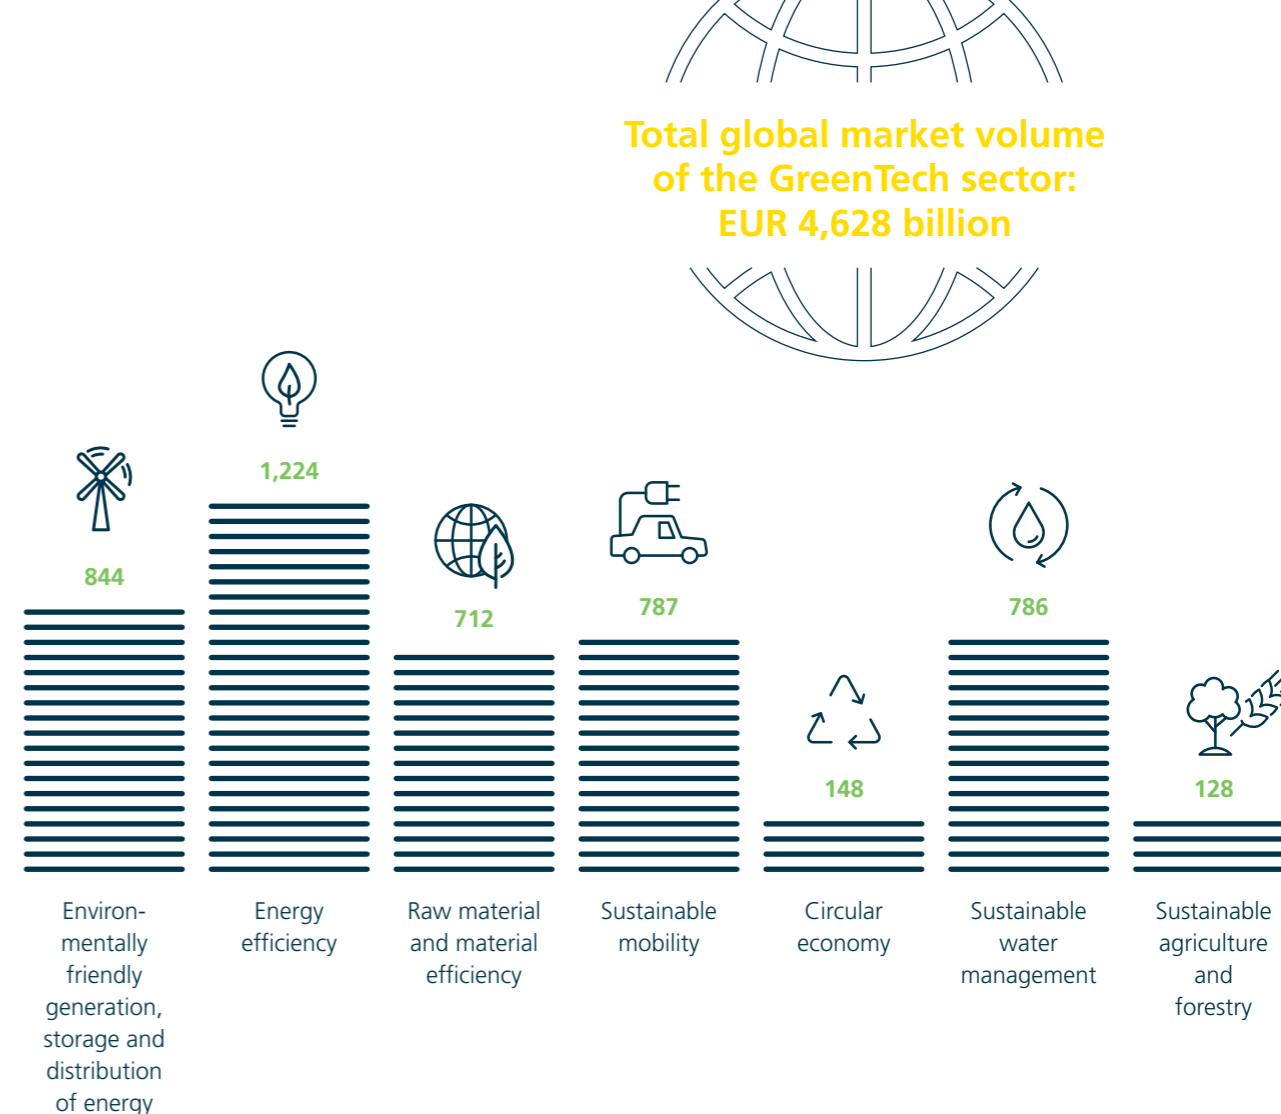 Total global market volume
of the GreenTech sector:
EUR 4,628 billion
844
1,224
712
787
148
786
128
Environ-
mentally
friendly
generation,
storage and
distribution
of energy
Energy
efficiency
Raw material
and material
efficiency
Sustainable
mobility
Circular
economy
Sustainable
water
management
Sustainable
agriculture
and
forestry